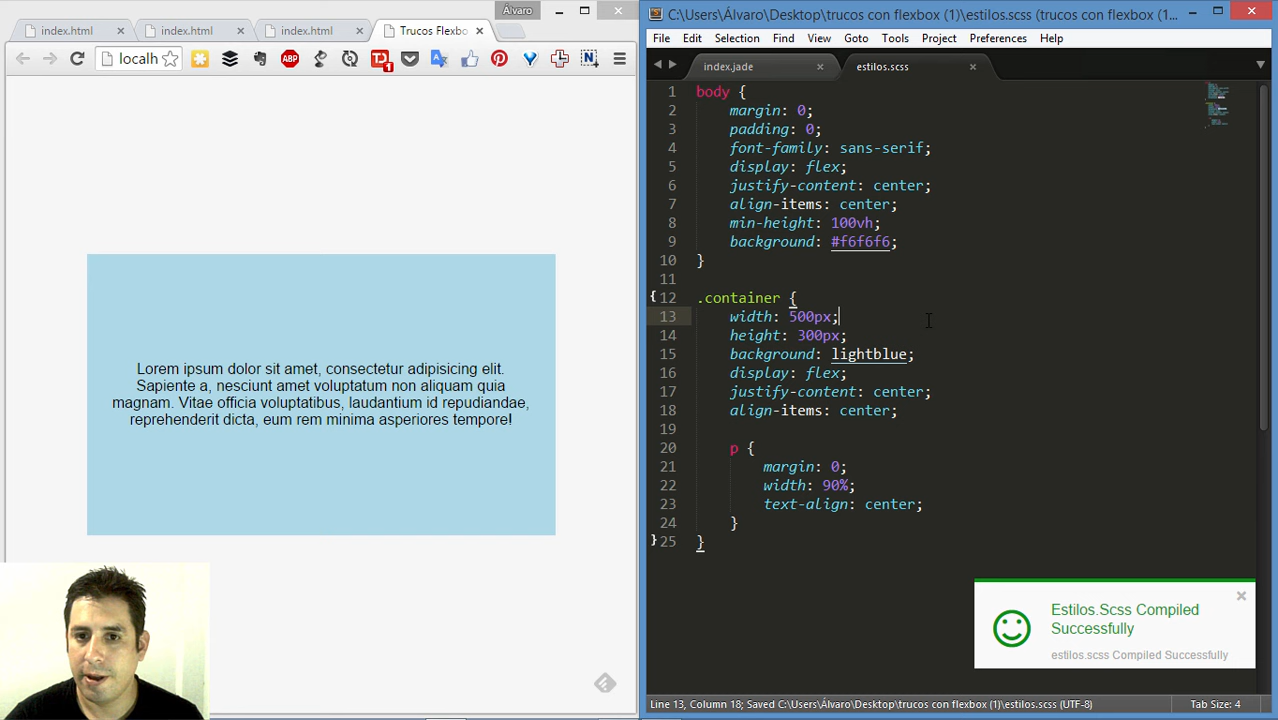 Alvaro
index.html
index.html
index.html
Trucos Flexbo
localh
C:\Users\Álvaro\Desktop\trucos con flexbox (1)\estilos.scss (trucos con flexbox (1...
File Edit Selection Find View Goto Tools Project Preferences Help
index.jade
estilos.scss
1 body {
2 margin: 0;
3 padding: 0;
4 font-family: sans-serif;
5 display: flex;
6 justify-content: center;
7 align-items: center;
8 min-height: 100vh;
9 background: #f6f6f6;
10 }
11
12 .container {
13 width: 500px;
14 height: 300px;
15 background: lightblue;
16 display: flex;
17 justify-content: center;
18 align-items: center;
19
20 p {
21 margin: 0;
22 width: 90%;
23 text-align: center;
24 }
25 }
Lorem ipsum dolor sit amet, consectetur adipisicing elit.
Sapiente a, nesciunt amet voluptatum non aliquam quia
magnam. Vitae officia voluptatibus, laudantium id repudiandae,
reprehenderit dicta, eum rem minima asperiores tempore!
Estilos.Scss Compiled
Successfully
estilos.scss Compiled Successfully
Line 13, Column 18; Saved C:\Users\Álvaro\Desktop\trucos con flexbox (1)\estilos.scss (UTF-8)
Tab Size: 4